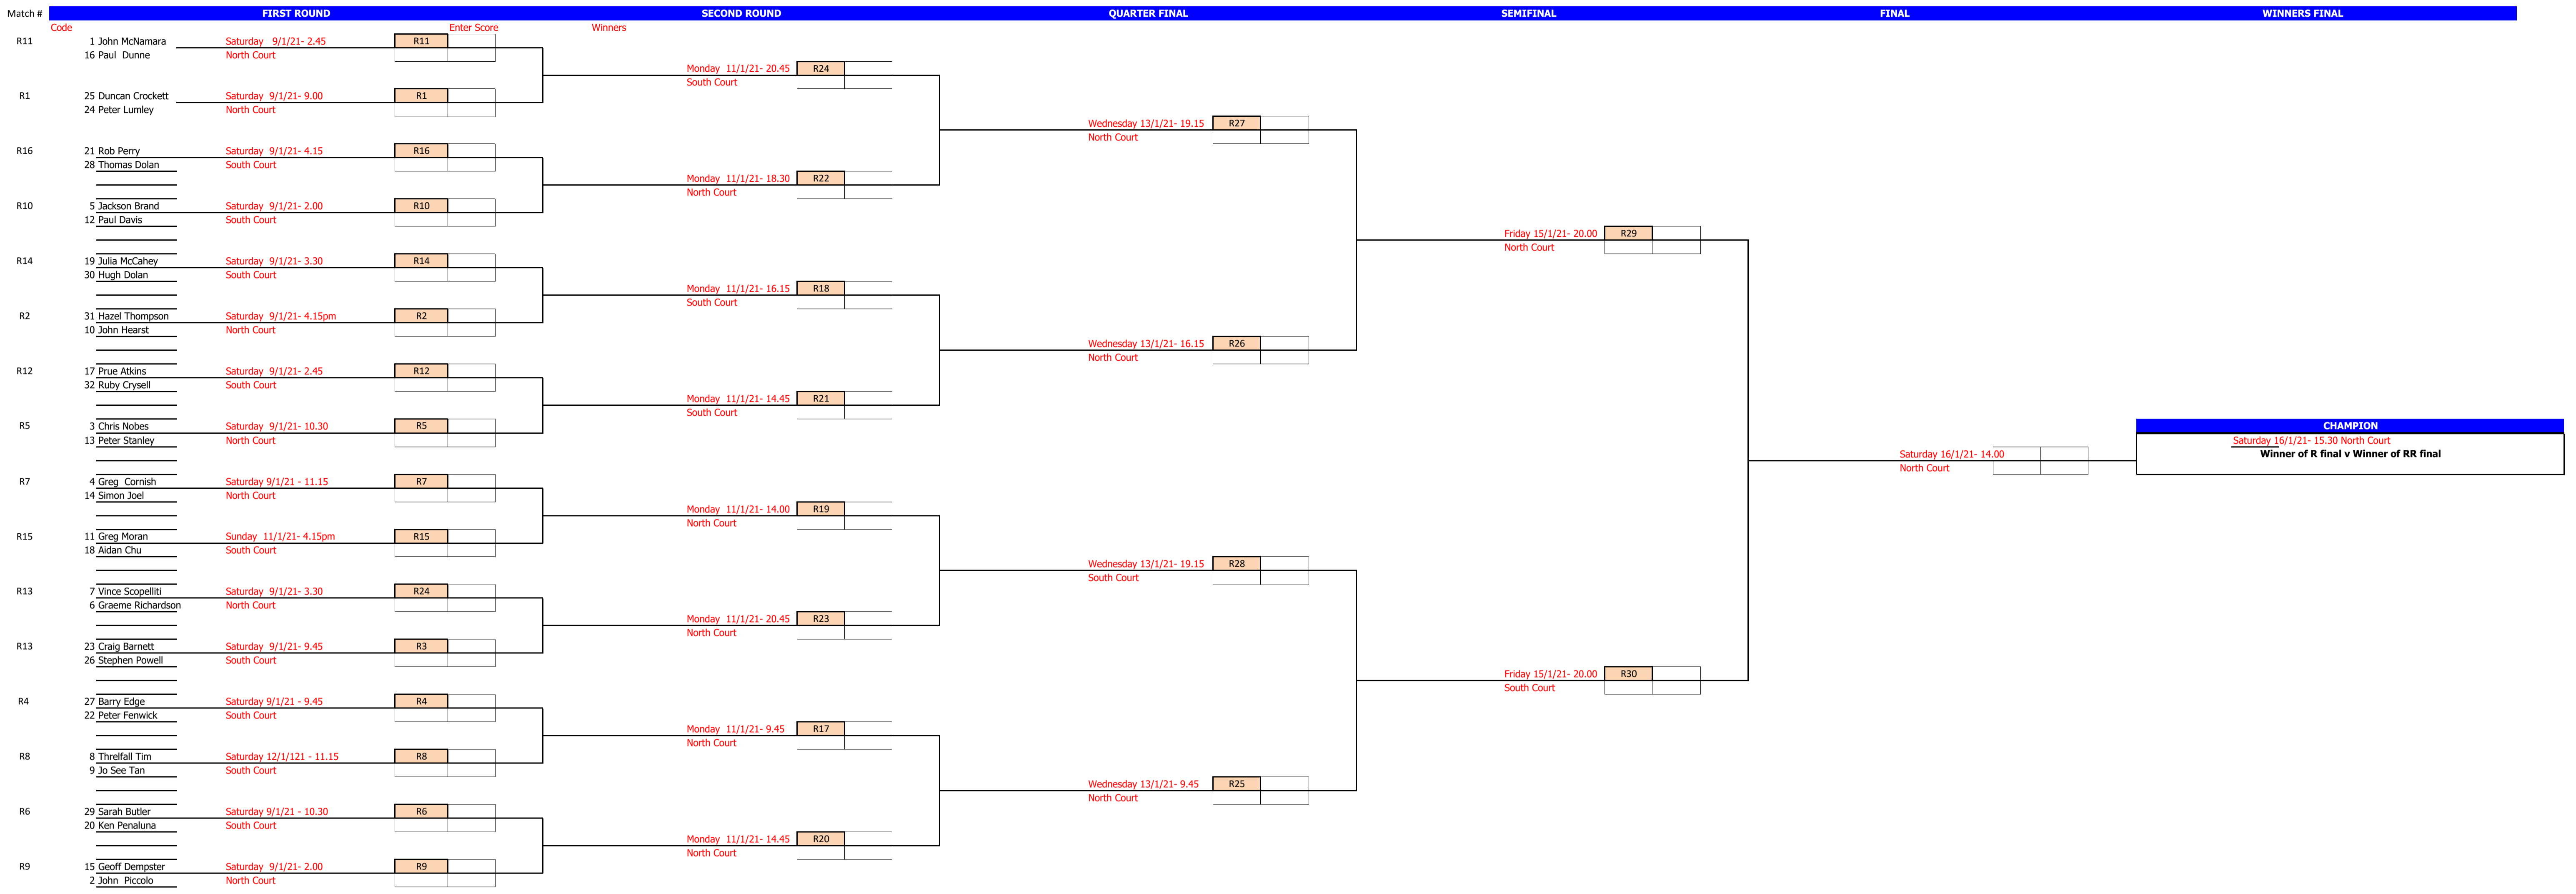 Match # FIRST ROUND SECOND ROUND QUARTER FINAL SEMIFINAL FINAL WINNERS FINAL
Code Enter Score Winners
R11 1 John McNamara Saturday 9/1/21- 2.45 R11
16 Paul Dunne North Court
Monday 11/1/21- 20.45 R24
South Court
R1 25 Duncan Crockett Saturday 9/1/21- 9.00 R1
24 Peter Lumley North Court
Wednesday 13/1/21- 19.15 R27
North Court
R16 21 Rob Perry Saturday 9/1/21- 4.15 R16
28 Thomas Dolan South Court
Monday 11/1/21- 18.30 R22
North Court
R10 5 Jackson Brand Saturday 9/1/21- 2.00 R10
12 Paul Davis South Court
Friday 15/1/21- 20.00 R29
North Court
R14 19 Julia McCahey Saturday 9/1/21- 3.30 R14
30 Hugh Dolan South Court
Monday 11/1/21- 16.15 R18
South Court
R2 31 Hazel Thompson Saturday 9/1/21- 4.15pm R2
10 John Hearst North Court
Wednesday 13/1/21- 16.15 R26
North Court
R12 17 Prue Atkins Saturday 9/1/21- 2.45 R12
32 Ruby Crysell South Court
Monday 11/1/21- 14.45 R21
South Court
R5 3 Chris Nobes Saturday 9/1/21- 10.30 R5 CHAMPION
13 Peter Stanley North Court Saturday 16/1/21- 15.30 North Court
Saturday 16/1/21- 14.00 Winner of R final v Winner of RR final
North Court
R7 4 Greg Cornish Saturday 9/1/21 - 11.15 R7
14 Simon Joel North Court
Monday 11/1/21- 14.00 R19
North Court
R15 11 Greg Moran Sunday 11/1/21- 4.15pm R15
18 Aidan Chu South Court
Wednesday 13/1/21- 19.15 R28
South Court
R13 7 Vince Scopelliti Saturday 9/1/21- 3.30 R24
6 Graeme Richardson North Court
Monday 11/1/21- 20.45 R23
North Court
R13 23 Craig Barnett Saturday 9/1/21- 9.45 R3
26 Stephen Powell South Court
Friday 15/1/21- 20.00 R30
South Court
R4 27 Barry Edge Saturday 9/1/21 - 9.45 R4
22 Peter Fenwick South Court
Monday 11/1/21- 9.45 R17
North Court
R8 8 Threlfall Tim Saturday 12/1/121 - 11.15 R8
9 Jo See Tan South Court
Wednesday 13/1/21- 9.45 R25
North Court
R6 29 Sarah Butler Saturday 9/1/21 - 10.30 R6
20 Ken Penaluna South Court
Monday 11/1/21- 14.45 R20
North Court
R9 15 Geoff Dempster Saturday 9/1/21- 2.00 R9
2 John Piccolo North Court